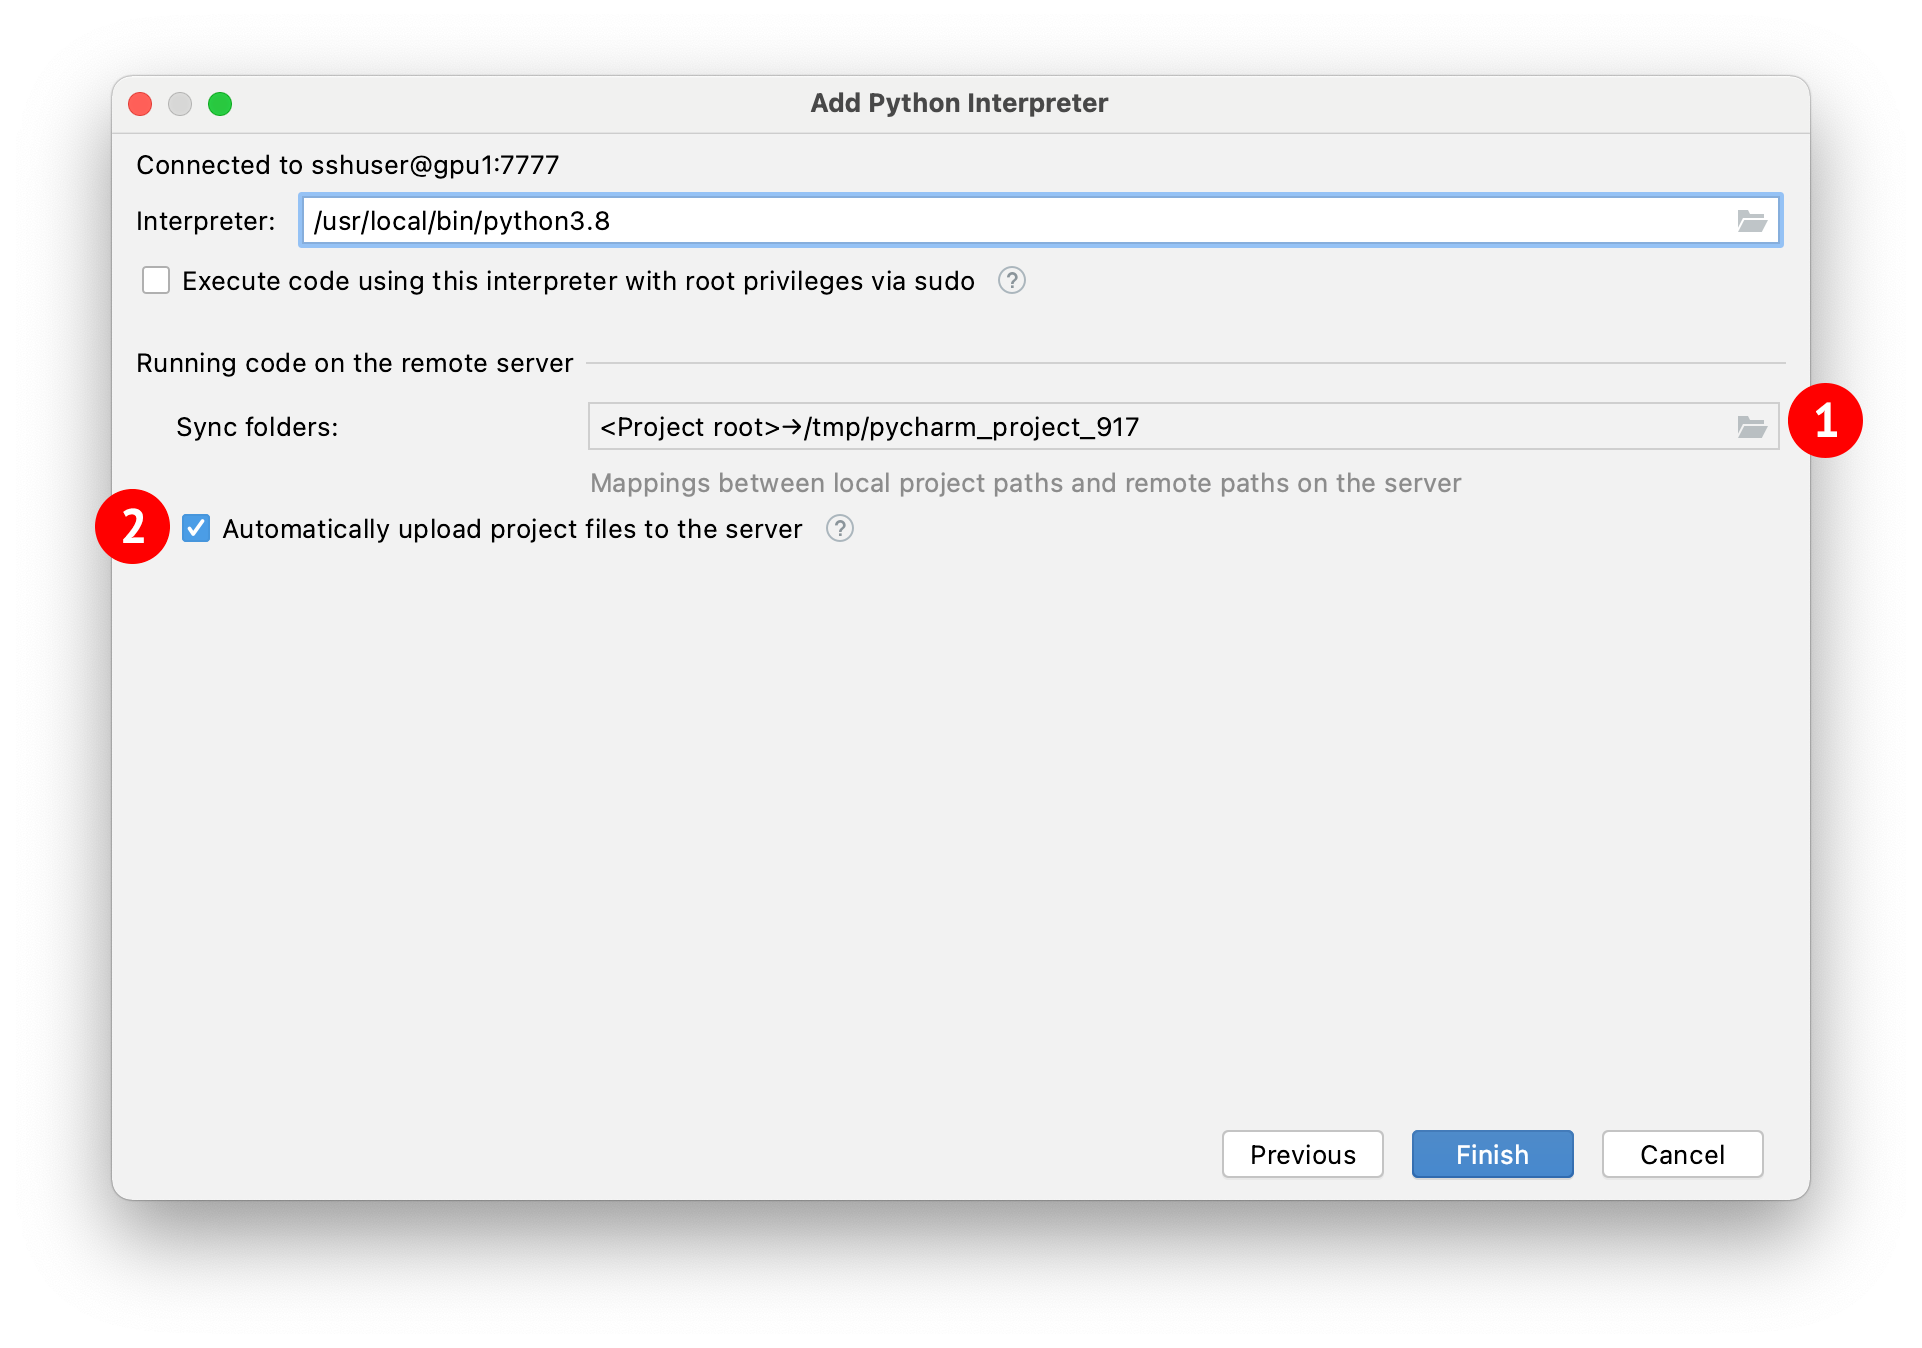 Add Python Interpreter
Connected to sshuser@gpu1:7777
Interpreter: /usr/local/bin/python3.8
Execute code using this interpreter with root privileges via sudo ?
Running code on the remote server
Sync folders: <Project root>→/tmp/pycharm_project_917 1
Mappings between local project paths and remote paths on the server
2 Automatically upload project files to the server ?
Previous Finish Cancel